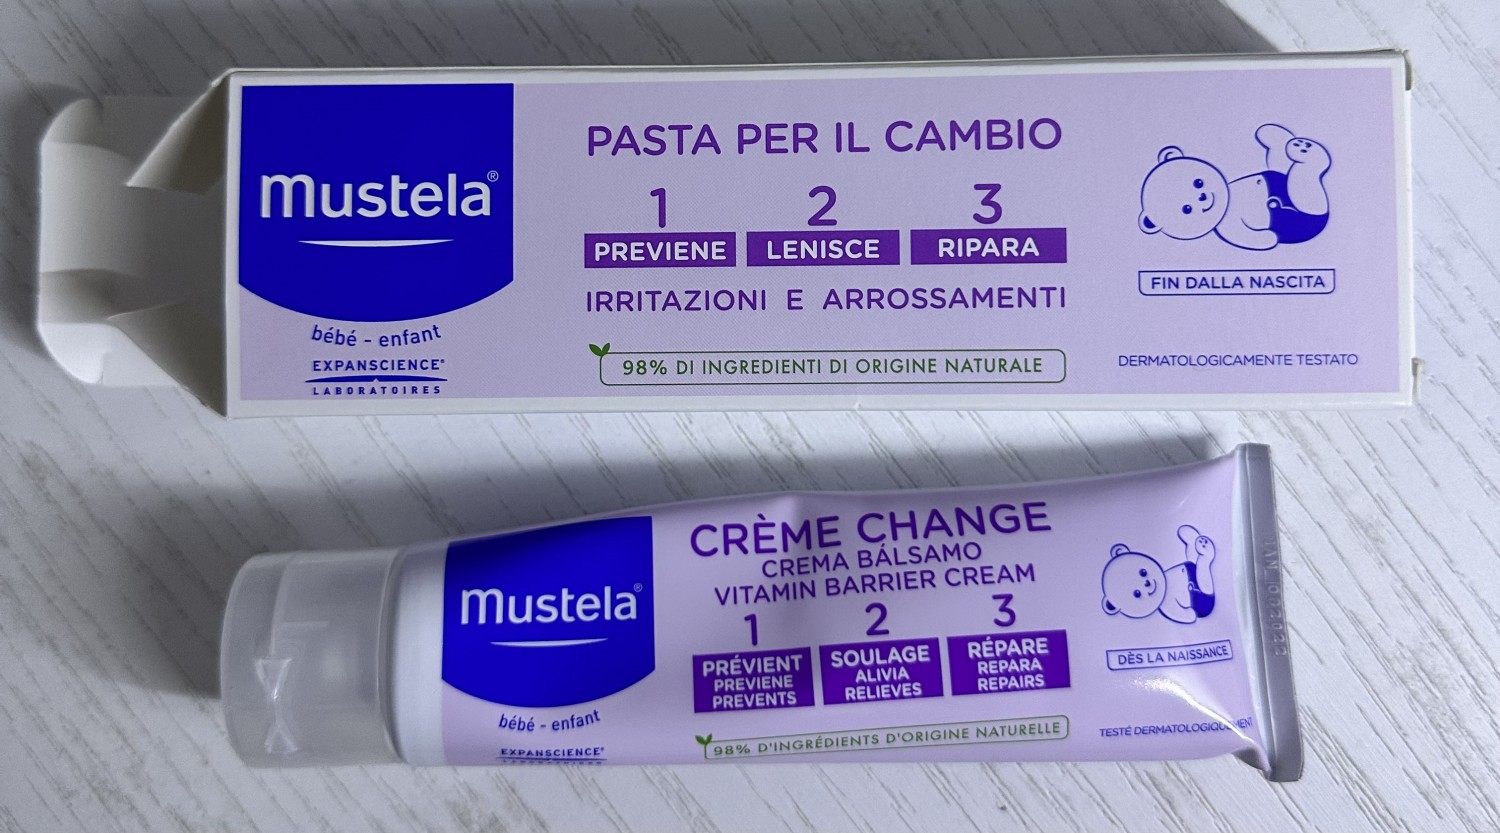 mustela®
bébé - enfant
EXPANSCIENCE®
LABORATOIRES
PASTA PER IL CAMBIO
1 2 3
PREVIENE LENISCE RIPARA
IRRITAZIONI E ARROSSAMENTI
98% DI INGREDIENTI DI ORIGINE NATURALE
FIN DALLA NASCITA
DERMATOLOGICAMENTE TESTATO
mustela®
bébé - enfant
EXPANSCIENCE®
LABORATOIRES
CRÈME CHANGE
CREMA BÁLSAMO
VITAMIN BARRIER CREAM
1 2 3
PRÉVIENT SOULAGE RÉPARE
PREVIENE ALIVIA REPARA
PREVENTS RELIEVES REPAIRS
98% D'INGRÉDIENTS D'ORIGINE NATURELLE
DÈS LA NAISSANCE
TESTÉ DERMATOLOGIQUEMENT